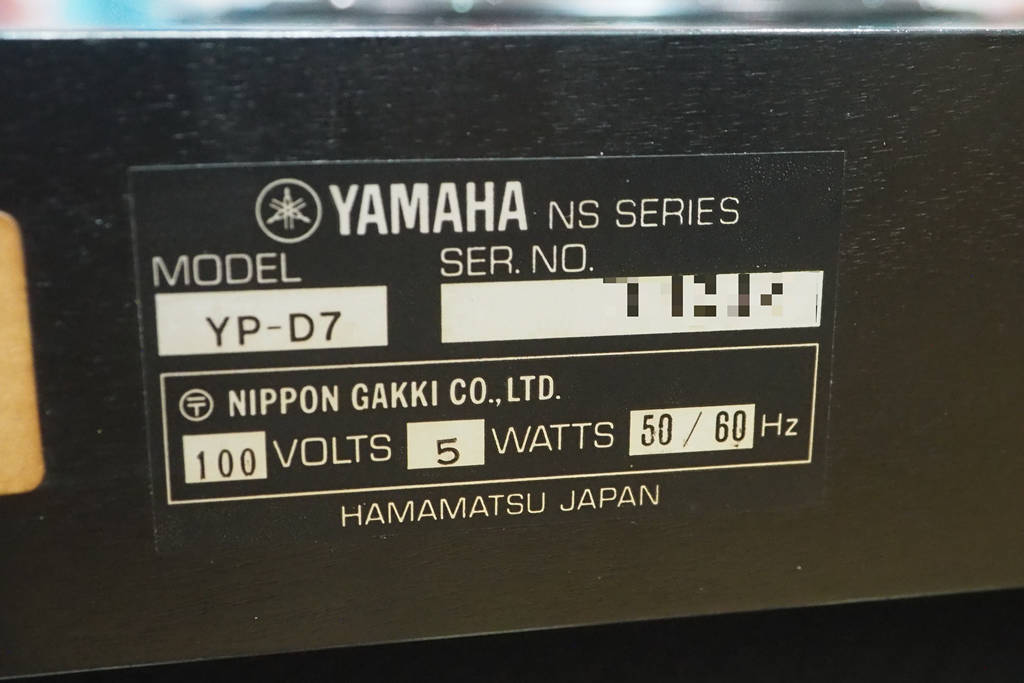 YAMAHA NS SERIES
MODEL SER. NO.
YP-D7
〒 NIPPON GAKKI CO., LTD.
100 VOLTS 5 WATTS 50 / 60 Hz
HAMAMATSU JAPAN